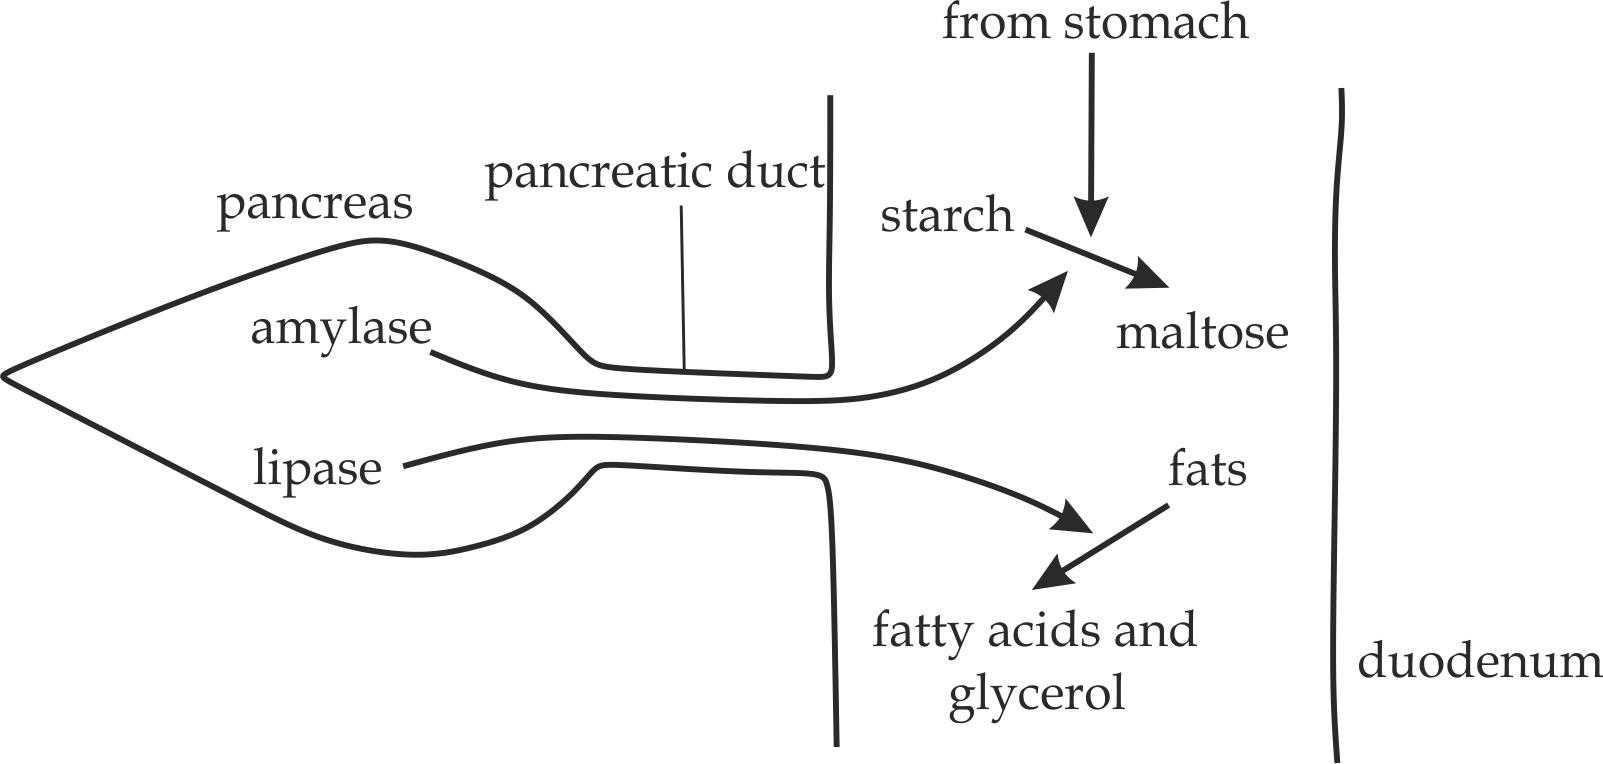 from stomach
pancreatic duct
pancreas
starch
amylase
maltose
lipase
fats
fatty acids and
glycerol
duodenum